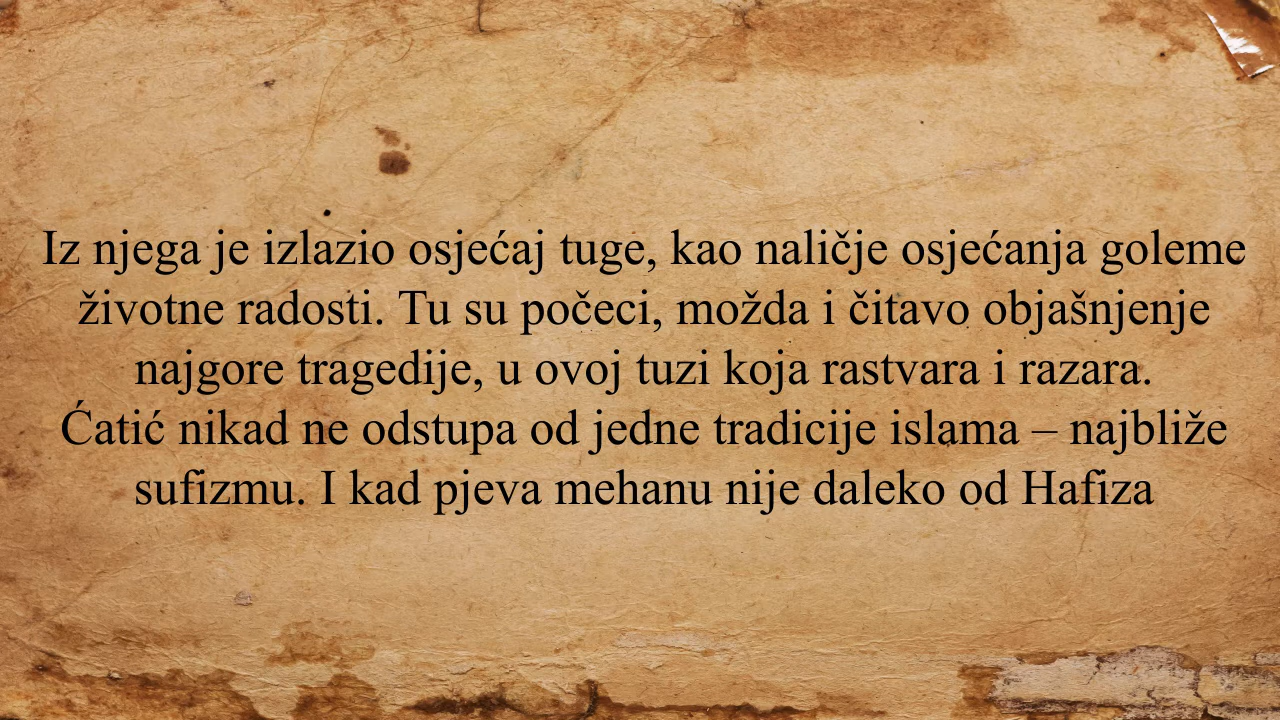 Iz njega je izlazio osjećaj tuge, kao naličje osjećanja goleme
životne radosti. Tu su počeci, možda i čitavo objašnjenje
najgore tragedije, u ovoj tuzi koja rastvara i razara.
Ćatić nikad ne odstupa od jedne tradicije islama – najbliže
sufizmu. I kad pjeva mehanu nije daleko od Hafiza